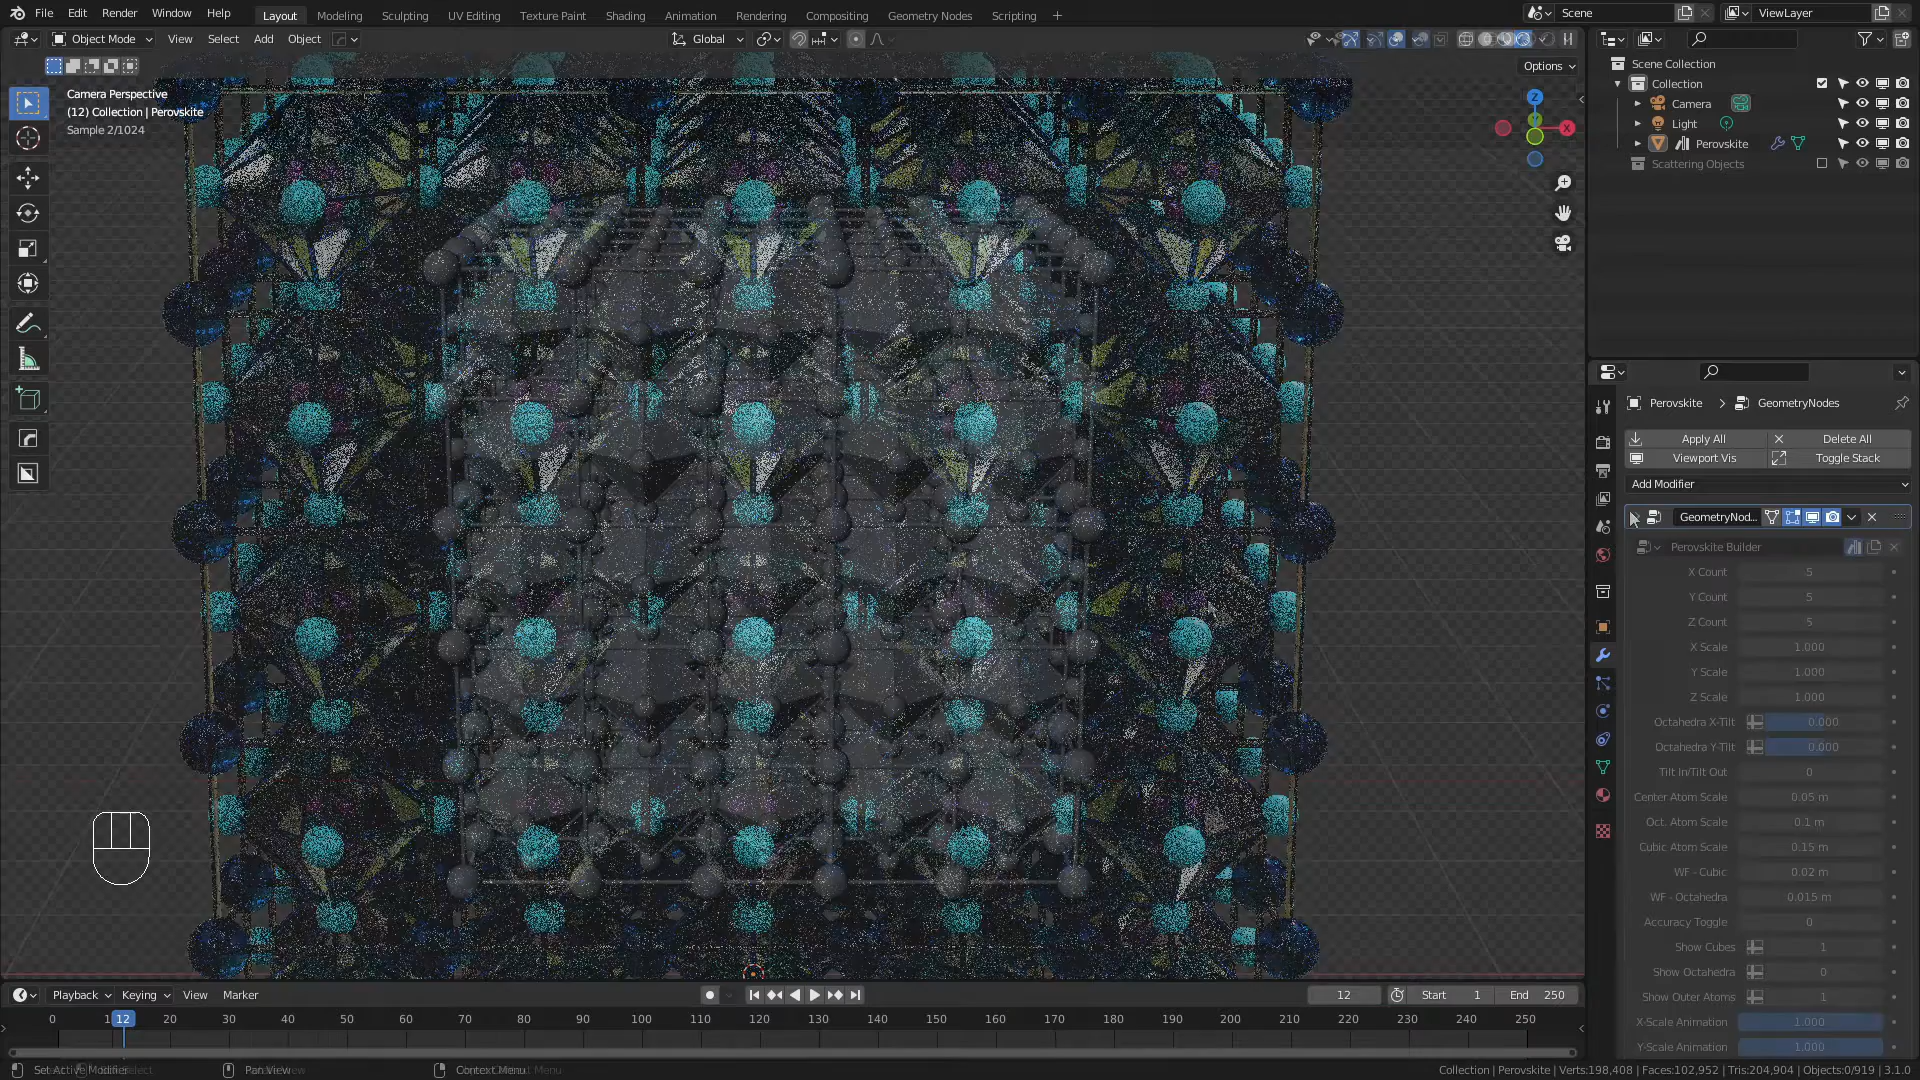 File Edit Render Window Help Layout Modeling Sculpting UV Editing Texture Paint Shading Animation Rendering Compositing Geometry Nodes Scripting + Scene ViewLayer
Object Mode View Select Add Object Global
Options
Camera Perspective
(12) Collection | Perovskite
Sample 2/1024
Z
X
Scene Collection
Collection
Camera
Light
Perovskite
Scattering Objects
Perovskite > GeometryNodes
Apply All Delete All
Viewport Vis Toggle Stack
Add Modifier
GeometryNod...
Perovskite Builder
X Count 5
Y Count 5
Z Count 5
X Scale 1.000
Y Scale 1.000
Z Scale 1.000
Octahedra X-Tilt 0.000
Octahedra Y-Tilt 0.000
Tilt In/Tilt Out 0
Center Atom Scale 0.05 m
Oct. Atom Scale 0.1 m
Cubic Atom Scale 0.15 m
WF - Cubic 0.02 m
WF - Octahedra 0.015 m
Accuracy Toggle 0
Show Cubes 1
Show Octahedra 0
Show Outer Atoms 1
X-Scale Animation 1.000
Y-Scale Animation 1.000
Playback Keying View Marker 12 Start 1 End 250
0 12 20 30 40 50 60 70 80 90 100 110 120 130 140 150 160 170 180 190 200 210 220 230 240 250
Set Active Modifier Pan View Context Menu
Collection | Perovskite | Verts:198,408 | Faces:102,952 | Tris:204,904 | Objects:0/919 | 3.1.0